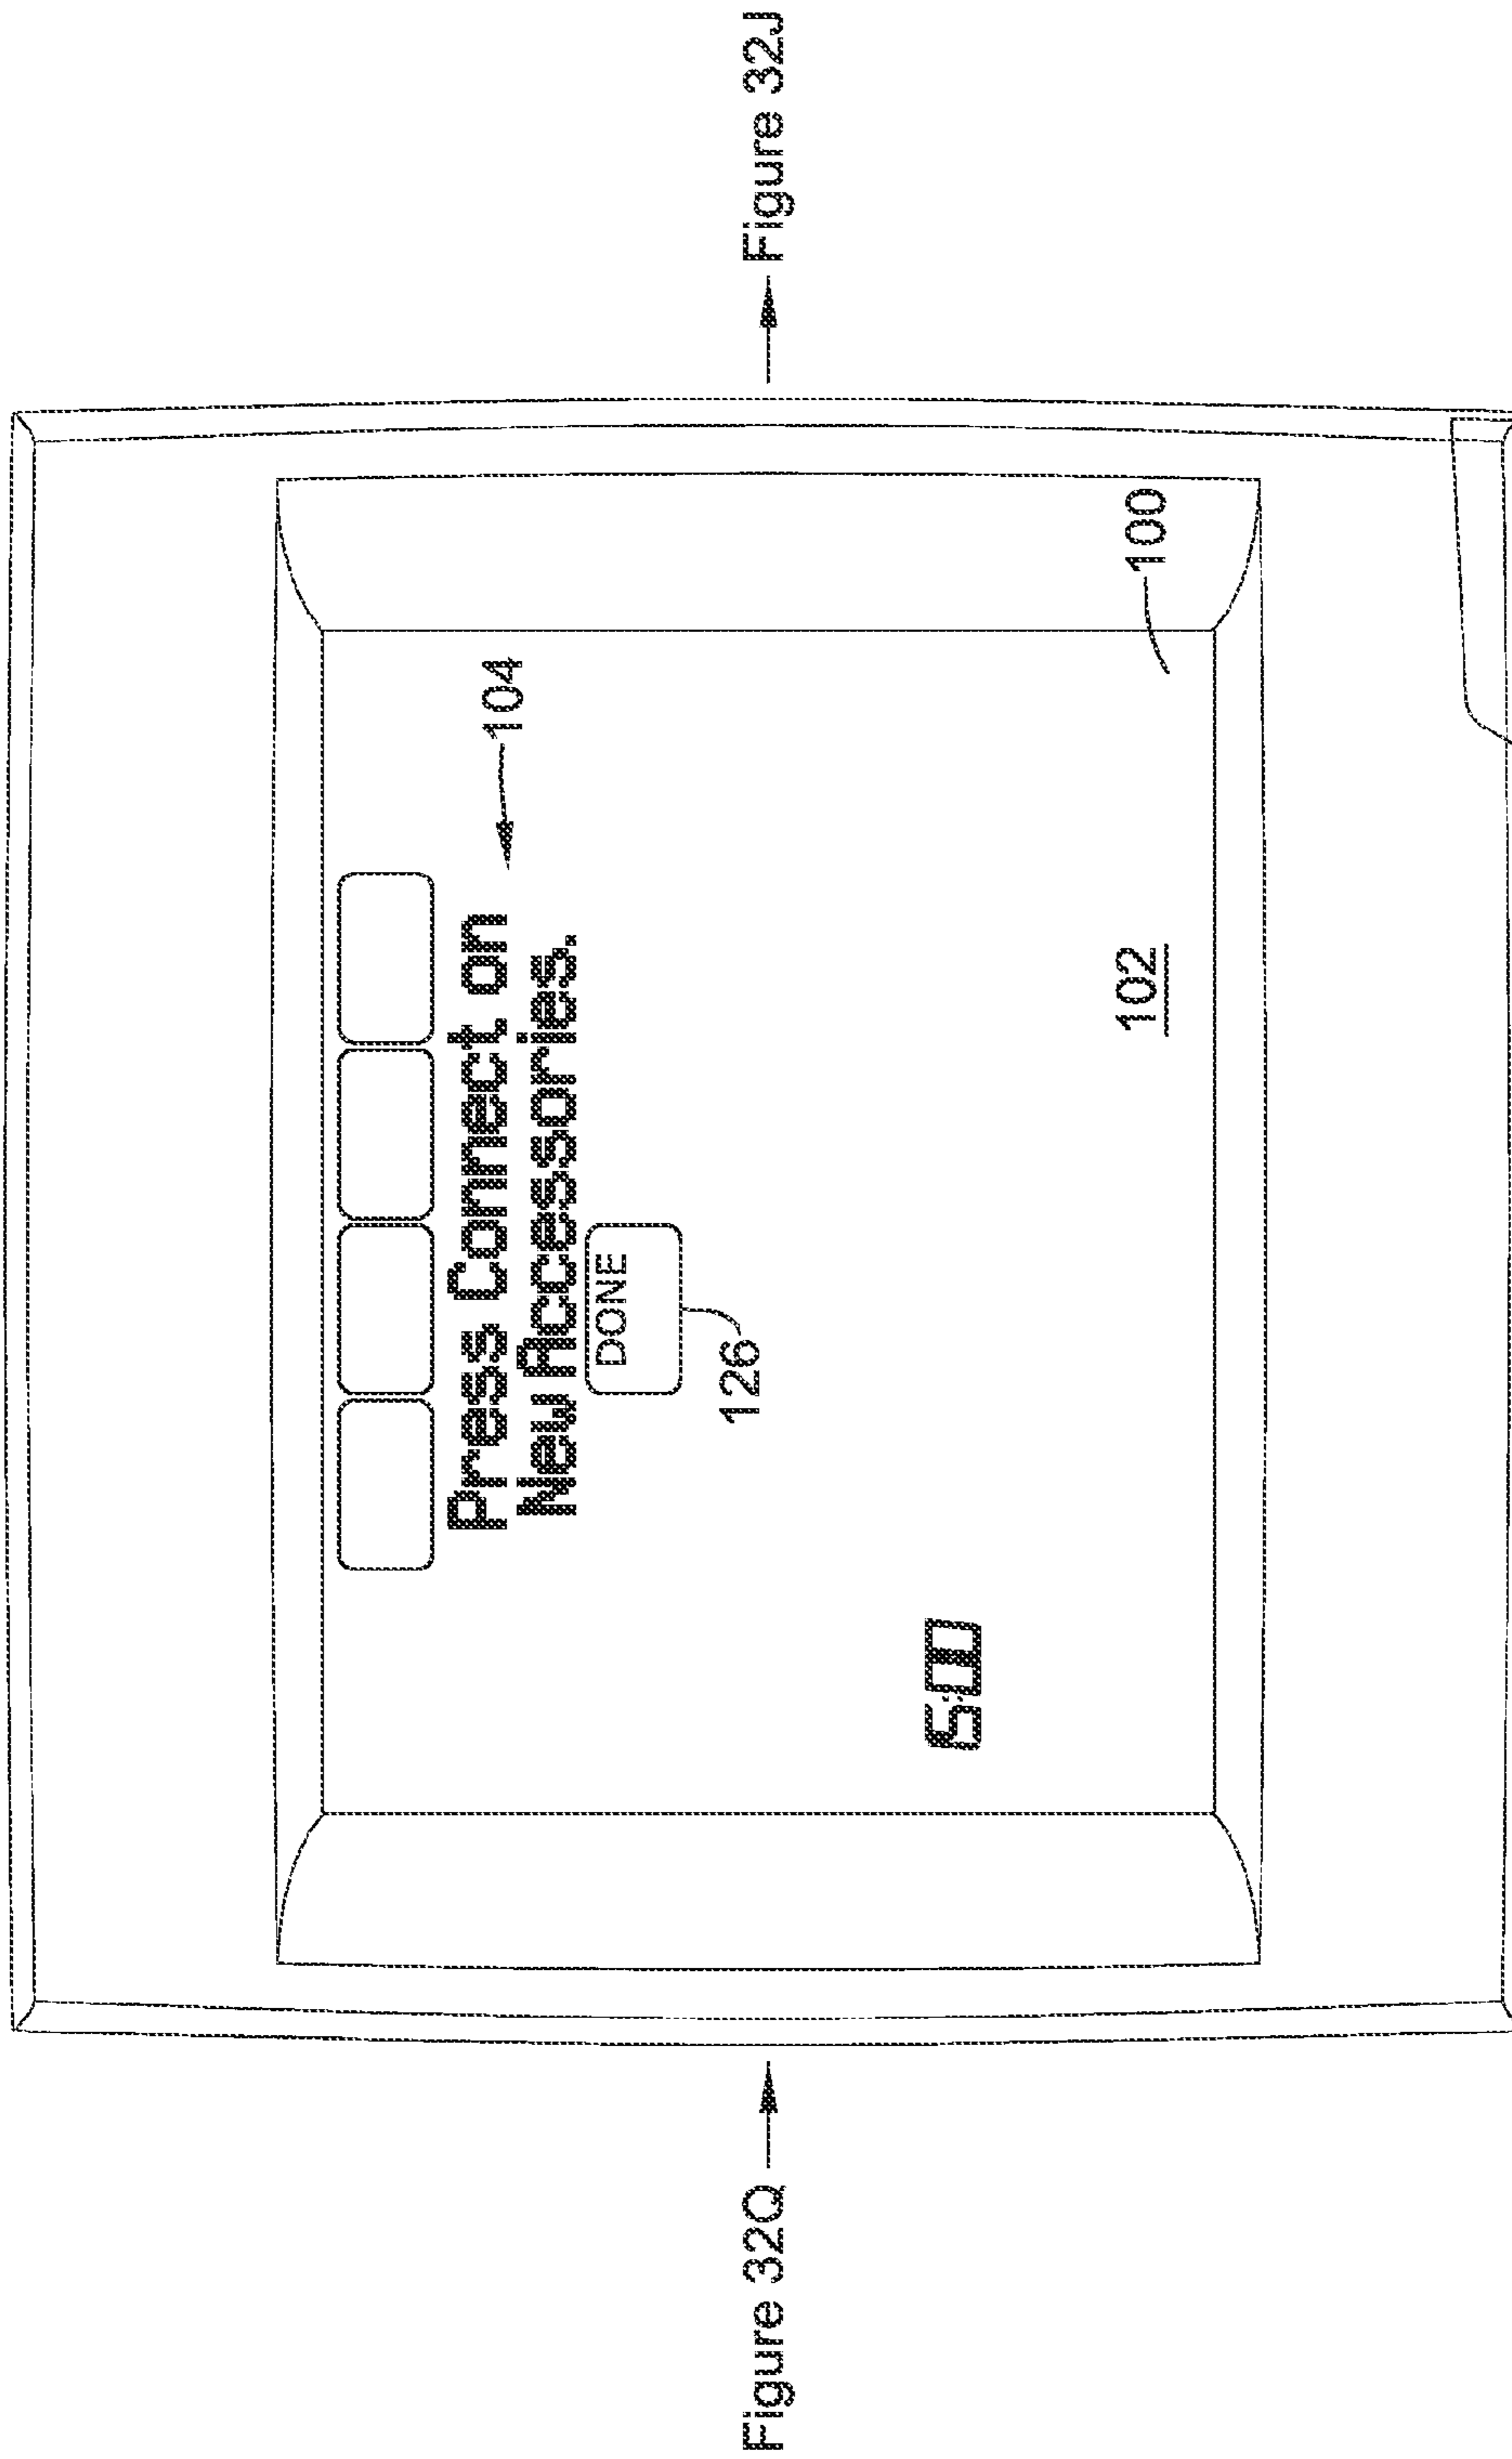 Figure 32Q
Press Connect on
New Accessories.
104
DONE
126
5:00
102
100
Figure 32J